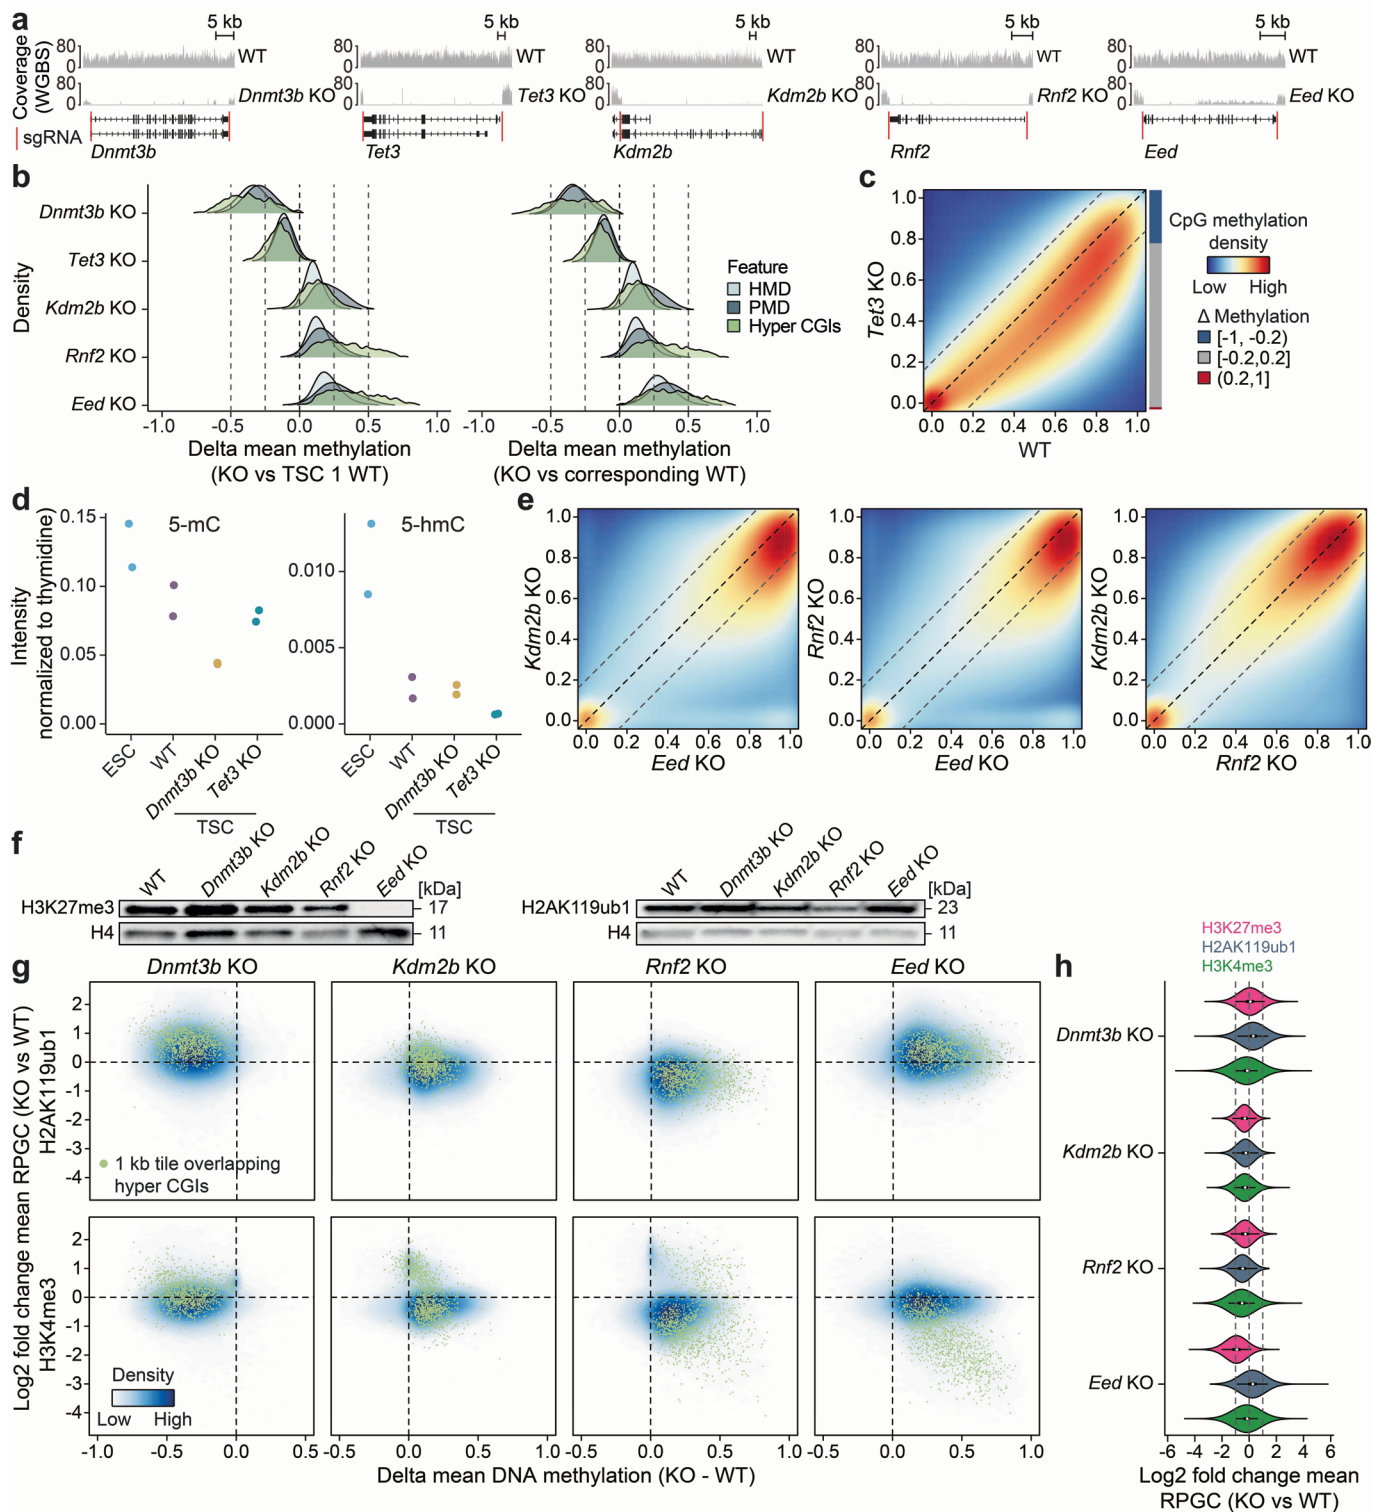 a
Coverage
(WGBS)
5 kb
80
0
WT
80
0
Dnmt3b KO
sgRNA
Dnmt3b
5 kb
80
0
WT
80
0
Tet3 KO
Tet3
5 kb
80
0
WT
80
0
Kdm2b KO
Kdm2b
5 kb
80
0
WT
80
0
Rnf2 KO
Rnf2
5 kb
80
0
WT
80
0
Eed KO
Eed
b
Density
Dnmt3b KO
Tet3 KO
Kdm2b KO
Rnf2 KO
Eed KO
-1.0 -0.5 0.0 0.5 1.0
Delta mean methylation
(KO vs TSC 1 WT)
-1.0 -0.5 0.0 0.5 1.0
Delta mean methylation
(KO vs corresponding WT)
Feature
HMD
PMD
Hyper CGIs
c
Tet3 KO
1.0
0.8
0.6
0.4
0.2
0.0
0.0 0.2 0.4 0.6 0.8 1.0
WT
CpG methylation
density
Low High
Δ Methylation
[-1, -0.2)
[-0.2,0.2]
(0.2,1]
d
Intensity
normalized to thymidine)
0.15
0.10
0.05
0.00
5-mC
ESC
WT
Dnmt3b KO
Tet3 KO
TSC
0.010
0.005
0.000
5-hmC
ESC
WT
Dnmt3b KO
Tet3 KO
TSC
e
Kdm2b KO
1.0
0.8
0.6
0.4
0.2
0.0
0.0 0.2 0.4 0.6 0.8 1.0
Eed KO
Rnf2 KO
1.0
0.8
0.6
0.4
0.2
0.0
0.0 0.2 0.4 0.6 0.8 1.0
Eed KO
Kdm2b KO
1.0
0.8
0.6
0.4
0.2
0.0
0.0 0.2 0.4 0.6 0.8 1.0
Rnf2 KO
f
WT
Dnmt3b KO
Kdm2b KO
Rnf2 KO
Eed KO
[kDa]
H3K27me3
17
H4
11
WT
Dnmt3b KO
Kdm2b KO
Rnf2 KO
Eed KO
[kDa]
H2AK119ub1
23
H4
11
g
Dnmt3b KO
Kdm2b KO
Rnf2 KO
Eed KO
Log2 fold change mean RPGC (KO vs WT)
H2AK119ub1
2
1
0
-1
-2
-3
-4
1 kb tile overlapping
hyper CGIs
H3K4me3
2
1
0
-1
-2
-3
-4
Density
Low High
-1.0 -0.5 0.0 0.5
-0.5 0.0 0.5 1.0
-0.5 0.0 0.5 1.0
-0.5 0.0 0.5 1.0
Delta mean DNA methylation (KO - WT)
h
H3K27me3
H2AK119ub1
H3K4me3
Dnmt3b KO
Kdm2b KO
Rnf2 KO
Eed KO
-6 -4 -2 0 2 4 6
Log2 fold change mean
RPGC (KO vs WT)